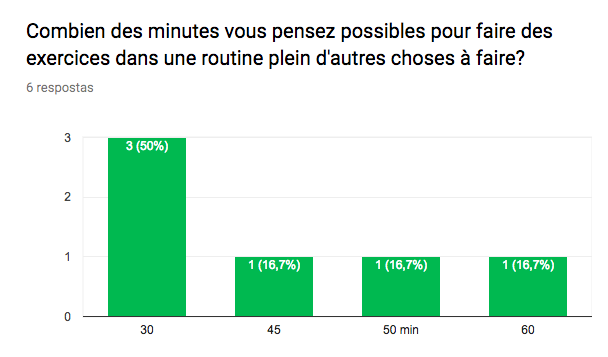 Combien des minutes vous pensez possibles pour faire des
exercices dans une routine plein d'autres choses à faire?
6 respostas
3
2
1
0
3 (50%)
1 (16,7%)
1 (16,7%)
1 (16,7%)
30
45
50 min
60